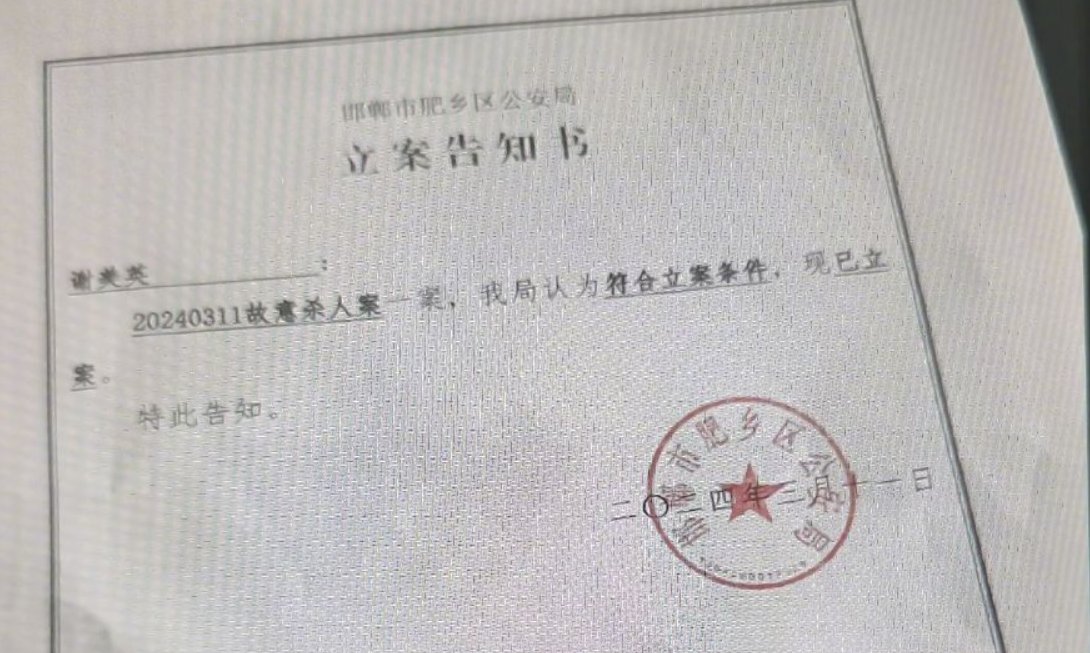 邯郸市肥乡区公安局
立案告知书
谢美英:
20240311故意杀人案一案，我局认为符合立案条件，现已立
案。
特此告知。
邯郸市肥乡区公安局
二〇二四年三月十一日